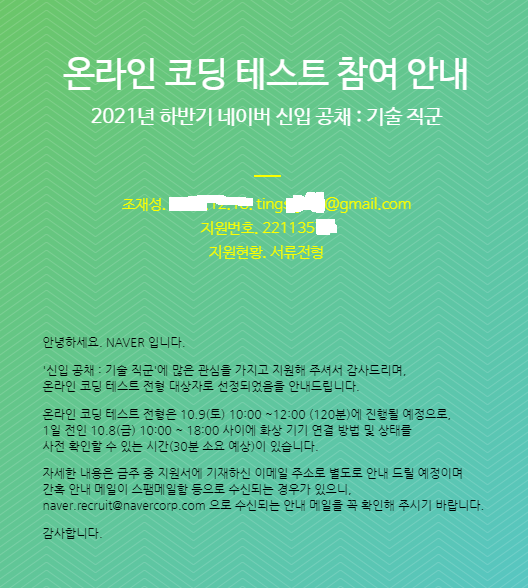 온라인 코딩 테스트 참여 안내
2021년 하반기 네이버 신입 공채 : 기술 직군
조재성. tings @gmail.com
지원번호. 221135
지원현황. 서류전형
안녕하세요. NAVER 입니다.
'신입 공채 : 기술 직군'에 많은 관심을 가지고 지원해 주셔서 감사드리며,
온라인 코딩 테스트 전형 대상자로 선정되었음을 안내드립니다.
온라인 코딩 테스트 전형은 10.9(토) 10:00 ~12:00 (120분)에 진행될 예정으로,
1일 전인 10.8(금) 10:00 ~ 18:00 사이에 화상 기기 연결 방법 및 상태를
사전 확인할 수 있는 시간(30분 소요 예상)이 있습니다.
자세한 내용은 금주 중 지원서에 기재하신 이메일 주소로 별도로 안내 드릴 예정이며
간혹 안내 메일이 스팸메일함 등으로 수신되는 경우가 있으니,
naver.recruit@navercorp.com 으로 수신되는 안내 메일을 꼭 확인해 주시기 바랍니다.
감사합니다.